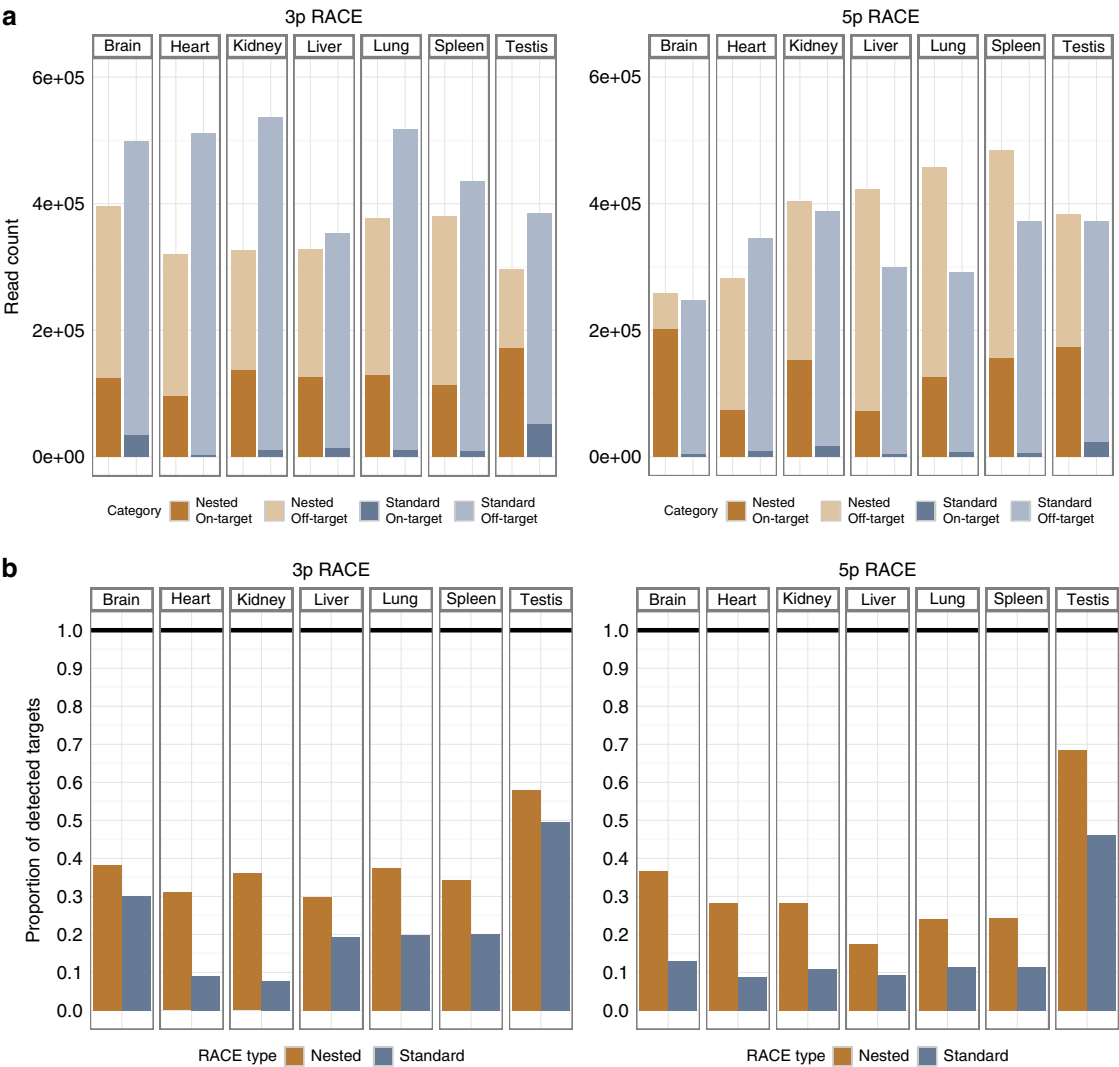 a
3p RACE
Brain Heart Kidney Liver Lung Spleen Testis
Read count
6e+05
4e+05
2e+05
0e+00
Category Nested On-target Nested Off-target Standard On-target Standard Off-target
5p RACE
Brain Heart Kidney Liver Lung Spleen Testis
6e+05
4e+05
2e+05
0e+00
Category Nested On-target Nested Off-target Standard On-target Standard Off-target
b
3p RACE
Brain Heart Kidney Liver Lung Spleen Testis
Proportion of detected targets
1.0
0.9
0.8
0.7
0.6
0.5
0.4
0.3
0.2
0.1
0.0
RACE type Nested Standard
5p RACE
Brain Heart Kidney Liver Lung Spleen Testis
1.0
0.9
0.8
0.7
0.6
0.5
0.4
0.3
0.2
0.1
0.0
RACE type Nested Standard